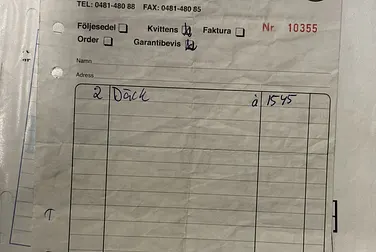 TEL: 0481-480 88 FAX: 0481-480 85
Följesedel Kvittens Faktura Nr 10355
Order Garantibevis
Namn
Adress
2 Däck à 1545